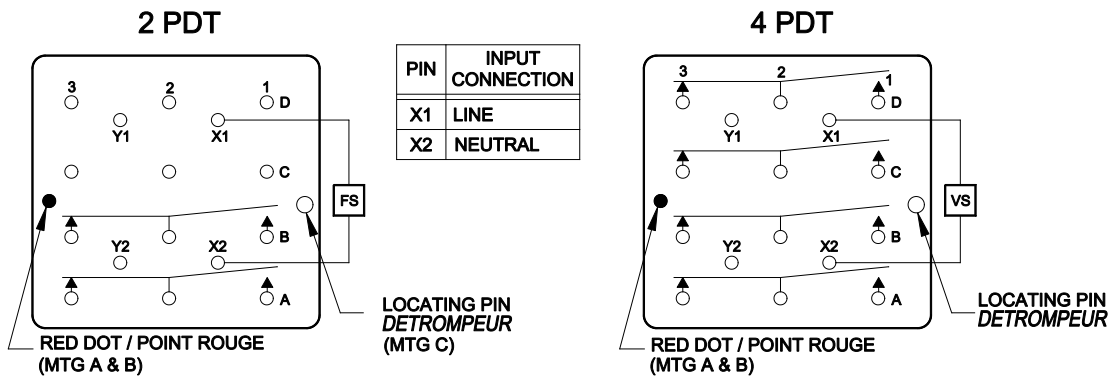 2 PDT
3 2 1
D
Y1 X1
C
FS
B
Y2 X2
A
LOCATING PIN
DETROMPEUR
(MTG C)
RED DOT / POINT ROUGE
(MTG A & B)
PIN INPUT CONNECTION
X1 LINE
X2 NEUTRAL
4 PDT
3 2 1
D
Y1 X1
C
VS
B
Y2 X2
A
LOCATING PIN
DETROMPEUR
RED DOT / POINT ROUGE
(MTG A & B)